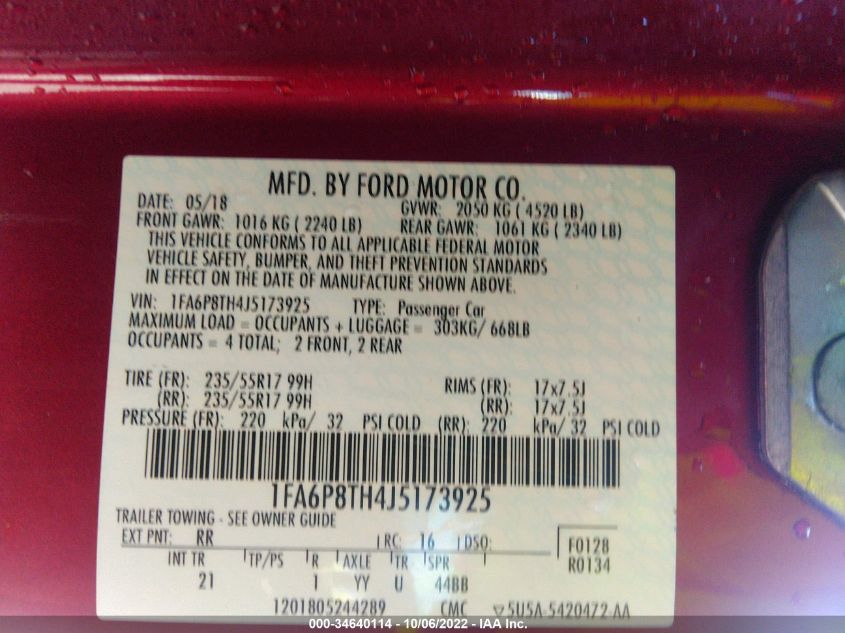 MFD. BY FORD MOTOR CO.
DATE: 05/18 GVWR: 2050 KG ( 4520 LB)
FRONT GAWR: 1016 KG ( 2240 LB) REAR GAWR: 1061 KG ( 2340 LB)
THIS VEHICLE CONFORMS TO ALL APPLICABLE FEDERAL MOTOR
VEHICLE SAFETY, BUMPER, AND THEFT PREVENTION STANDARDS
IN EFFECT ON THE DATE OF MANUFACTURE SHOWN ABOVE.
VIN: 1FA6P8TH4J5173925 TYPE: Passenger Car
MAXIMUM LOAD = OCCUPANTS + LUGGAGE = 303KG/ 668LB
OCCUPANTS = 4 TOTAL; 2 FRONT, 2 REAR
TIRE (FR): 235/55R17 99H RIMS (FR): 17x7.5J
(RR): 235/55R17 99H (RR): 17x7.5J
PRESSURE (FR): 220 kPa/ 32 PSI COLD (RR): 220 kPa/ 32 PSI COLD
1FA6P8TH4J5173925
TRAILER TOWING - SEE OWNER GUIDE
EXT PNT: RR RC: 16 DSO: F0128
R0134
INT TR TP/PS R AXLE TR SPR
21 1 YY U 44BB
1201805244289 CMC ▽5U5A-5420472-AA
000-34640114 - 10/06/2022 - IAA Inc.